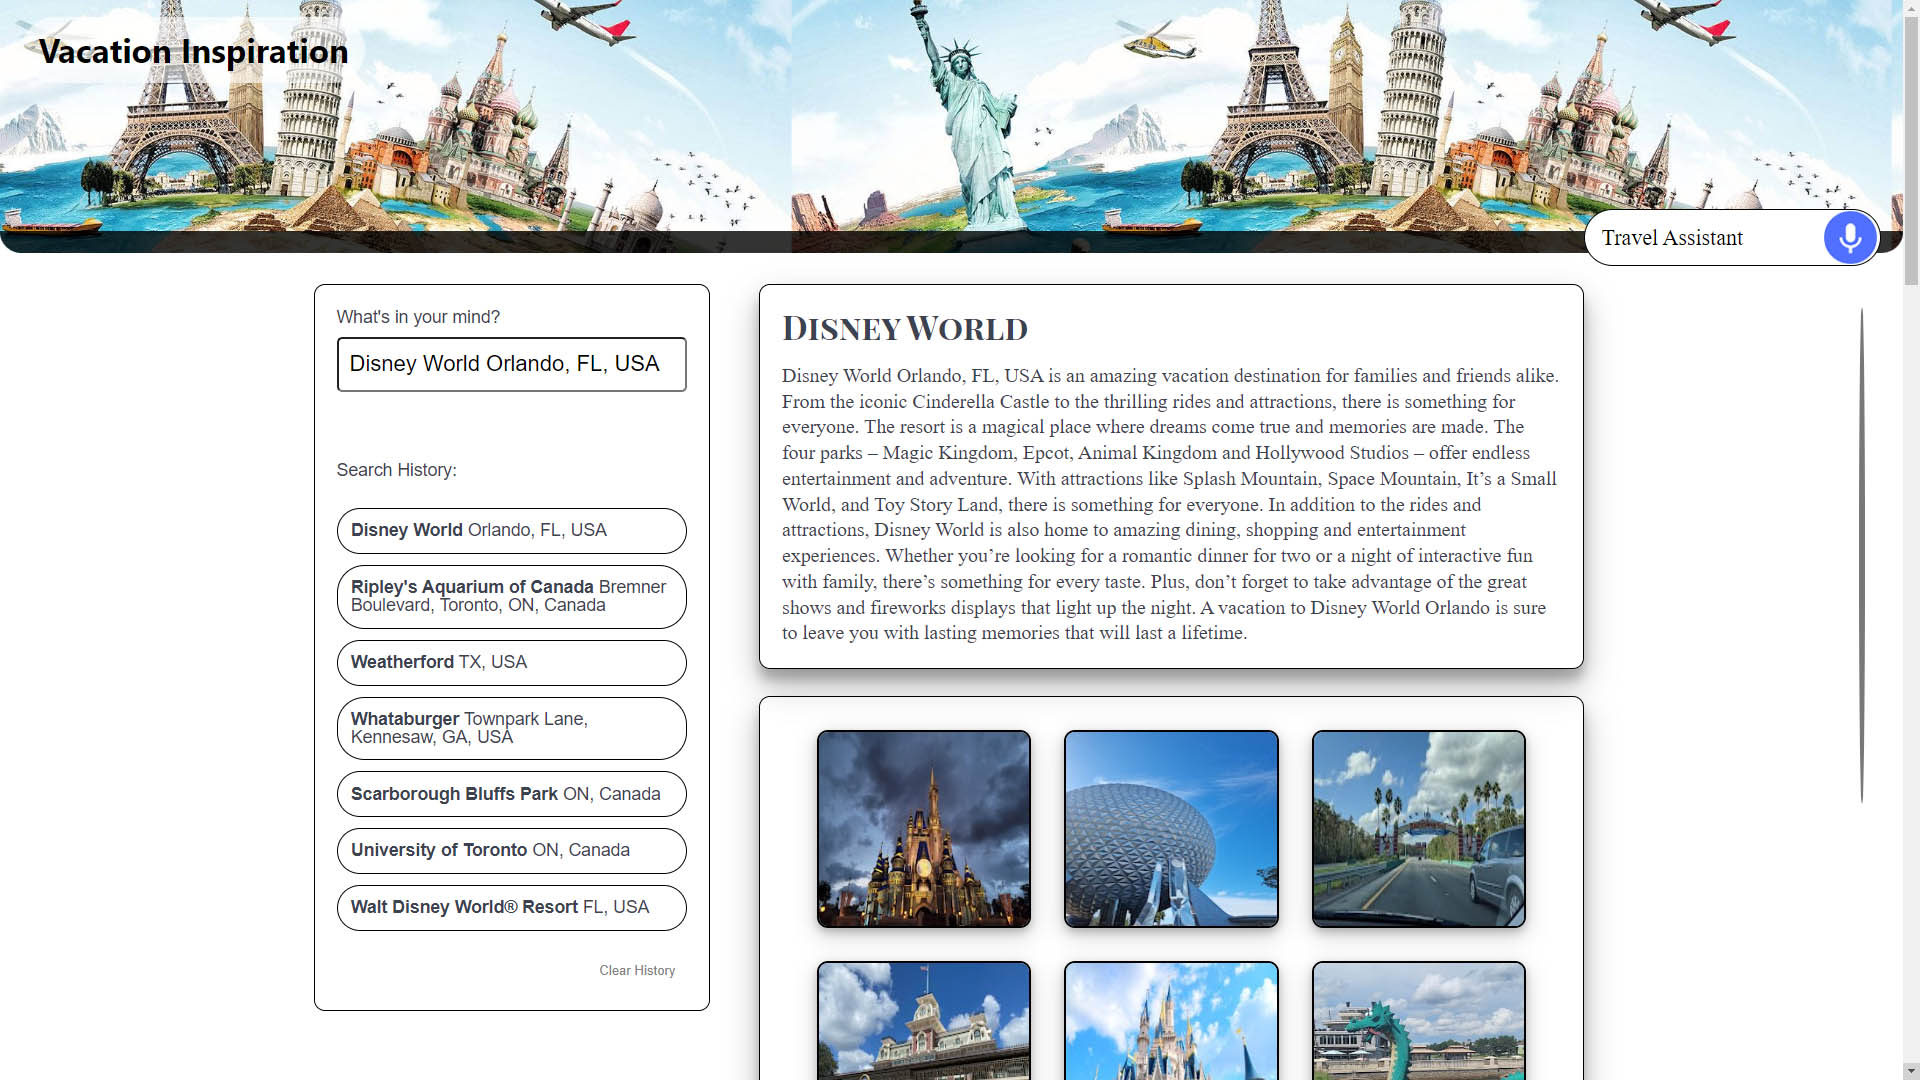 Vacation Inspiration
Travel Assistant
What's in your mind?
Disney World Orlando, FL, USA
Search History:
Disney World Orlando, FL, USA
Ripley's Aquarium of Canada Bremner
Boulevard, Toronto, ON, Canada
Weatherford TX, USA
Whataburger Townpark Lane,
Kennesaw, GA, USA
Scarborough Bluffs Park ON, Canada
University of Toronto ON, Canada
Walt Disney World® Resort FL, USA
Clear History
Disney World
Disney World Orlando, FL, USA is an amazing vacation destination for families and friends alike.
From the iconic Cinderella Castle to the thrilling rides and attractions, there is something for
everyone. The resort is a magical place where dreams come true and memories are made. The
four parks – Magic Kingdom, Epcot, Animal Kingdom and Hollywood Studios – offer endless
entertainment and adventure. With attractions like Splash Mountain, Space Mountain, It’s a Small
World, and Toy Story Land, there is something for everyone. In addition to the rides and
attractions, Disney World is also home to amazing dining, shopping and entertainment
experiences. Whether you’re looking for a romantic dinner for two or a night of interactive fun
with family, there’s something for every taste. Plus, don’t forget to take advantage of the great
shows and fireworks displays that light up the night. A vacation to Disney World Orlando is sure
to leave you with lasting memories that will last a lifetime.